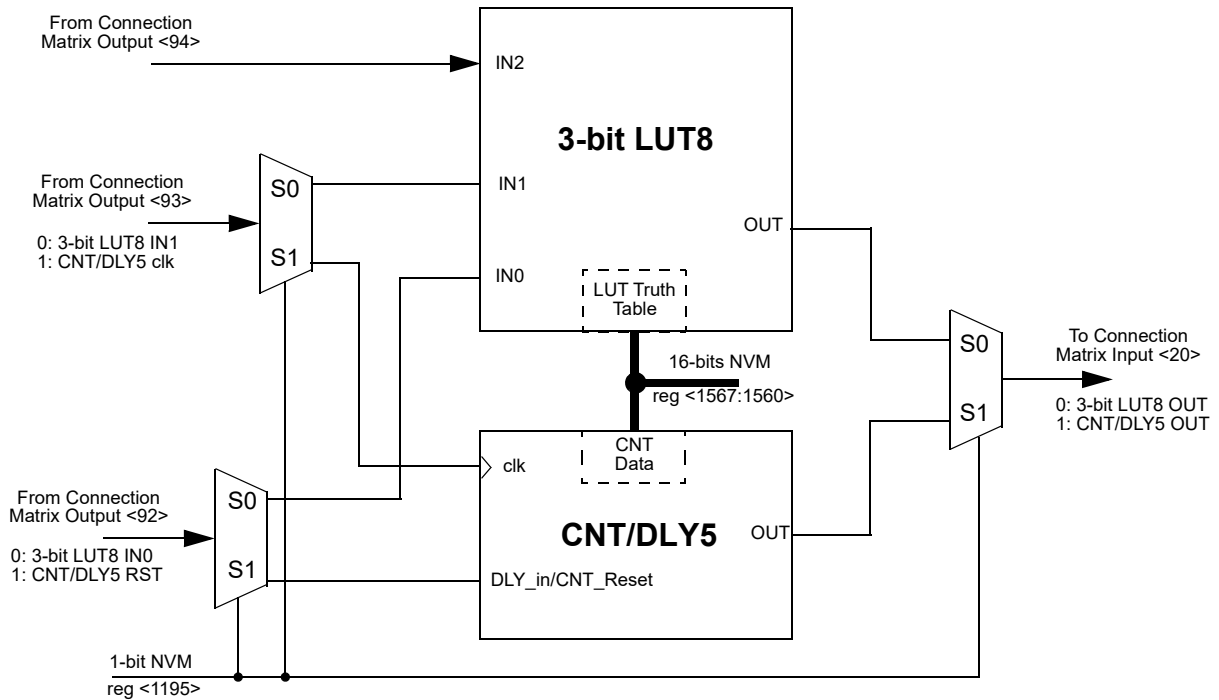 From Connection
Matrix Output <94>
IN2
3-bit LUT8
From Connection
Matrix Output <93>
0: 3-bit LUT8 IN1
1: CNT/DLY5 clk
S0
S1
IN1
IN0
OUT
LUT Truth
Table
16-bits NVM
reg <1567:1560>
S0
S1
To Connection
Matrix Input <20>
0: 3-bit LUT8 OUT
1: CNT/DLY5 OUT
CNT
Data
clk
From Connection
Matrix Output <92>
0: 3-bit LUT8 IN0
1: CNT/DLY5 RST
S0
S1
CNT/DLY5
OUT
DLY_in/CNT_Reset
1-bit NVM
reg <1195>